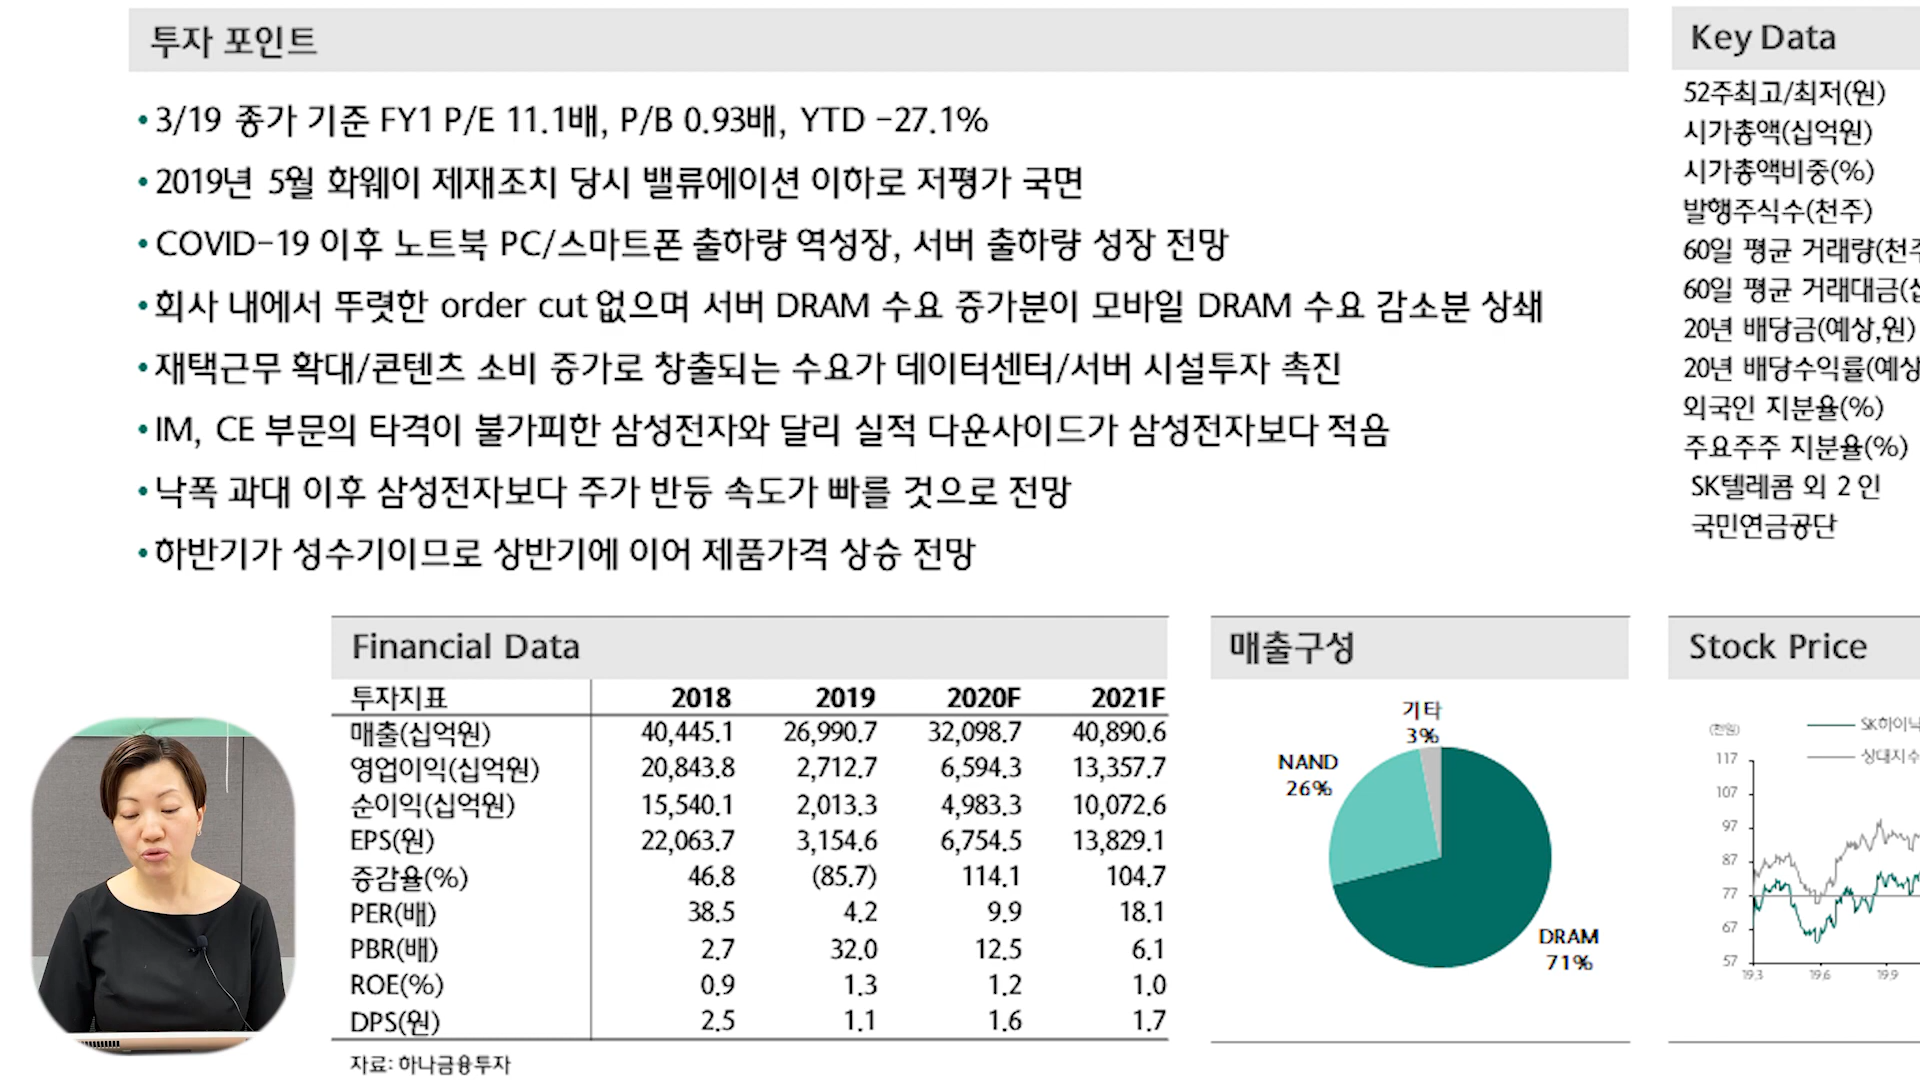 투자 포인트
•3/19 종가 기준 FY1 P/E 11.1배, P/B 0.93배, YTD -27.1%
•2019년 5월 화웨이 제재조치 당시 밸류에이션 이하로 저평가 국면
•COVID-19 이후 노트북 PC/스마트폰 출하량 역성장, 서버 출하량 성장 전망
•회사 내에서 뚜렷한 order cut 없으며 서버 DRAM 수요 증가분이 모바일 DRAM 수요 감소분 상쇄
•재택근무 확대/콘텐츠 소비 증가로 창출되는 수요가 데이터센터/서버 시설투자 촉진
•IM, CE 부문의 타격이 불가피한 삼성전자와 달리 실적 다운사이드가 삼성전자보다 적음
•낙폭 과대 이후 삼성전자보다 주가 반등 속도가 빠를 것으로 전망
•하반기가 성수기이므로 상반기에 이어 제품가격 상승 전망
Key Data
52주최고/최저(원)
시가총액(십억원)
시가총액비중(%)
발행주식수(천주)
60일 평균 거래량(천주
60일 평균 거래대금(십
20년 배당금(예상,원)
20년 배당수익률(예상
외국인 지분율(%)
주요주주 지분율(%)
SK텔레콤 외 2 인
국민연금공단
Financial Data
투자지표 2018 2019 2020F 2021F
매출(십억원) 40,445.1 26,990.7 32,098.7 40,890.6
영업이익(십억원) 20,843.8 2,712.7 6,594.3 13,357.7
순이익(십억원) 15,540.1 2,013.3 4,983.3 10,072.6
EPS(원) 22,063.7 3,154.6 6,754.5 13,829.1
증감율(%) 46.8 (85.7) 114.1 104.7
PER(배) 38.5 4.2 9.9 18.1
PBR(배) 2.7 32.0 12.5 6.1
ROE(%) 0.9 1.3 1.2 1.0
DPS(원) 2.5 1.1 1.6 1.7
자료: 하나금융투자
매출구성
기타
3%
NAND
26%
DRAM
71%
Stock Price
(천원)
SK하이닉
상대지수
117
107
97
87
77
67
57
19.3 19.6 19.9